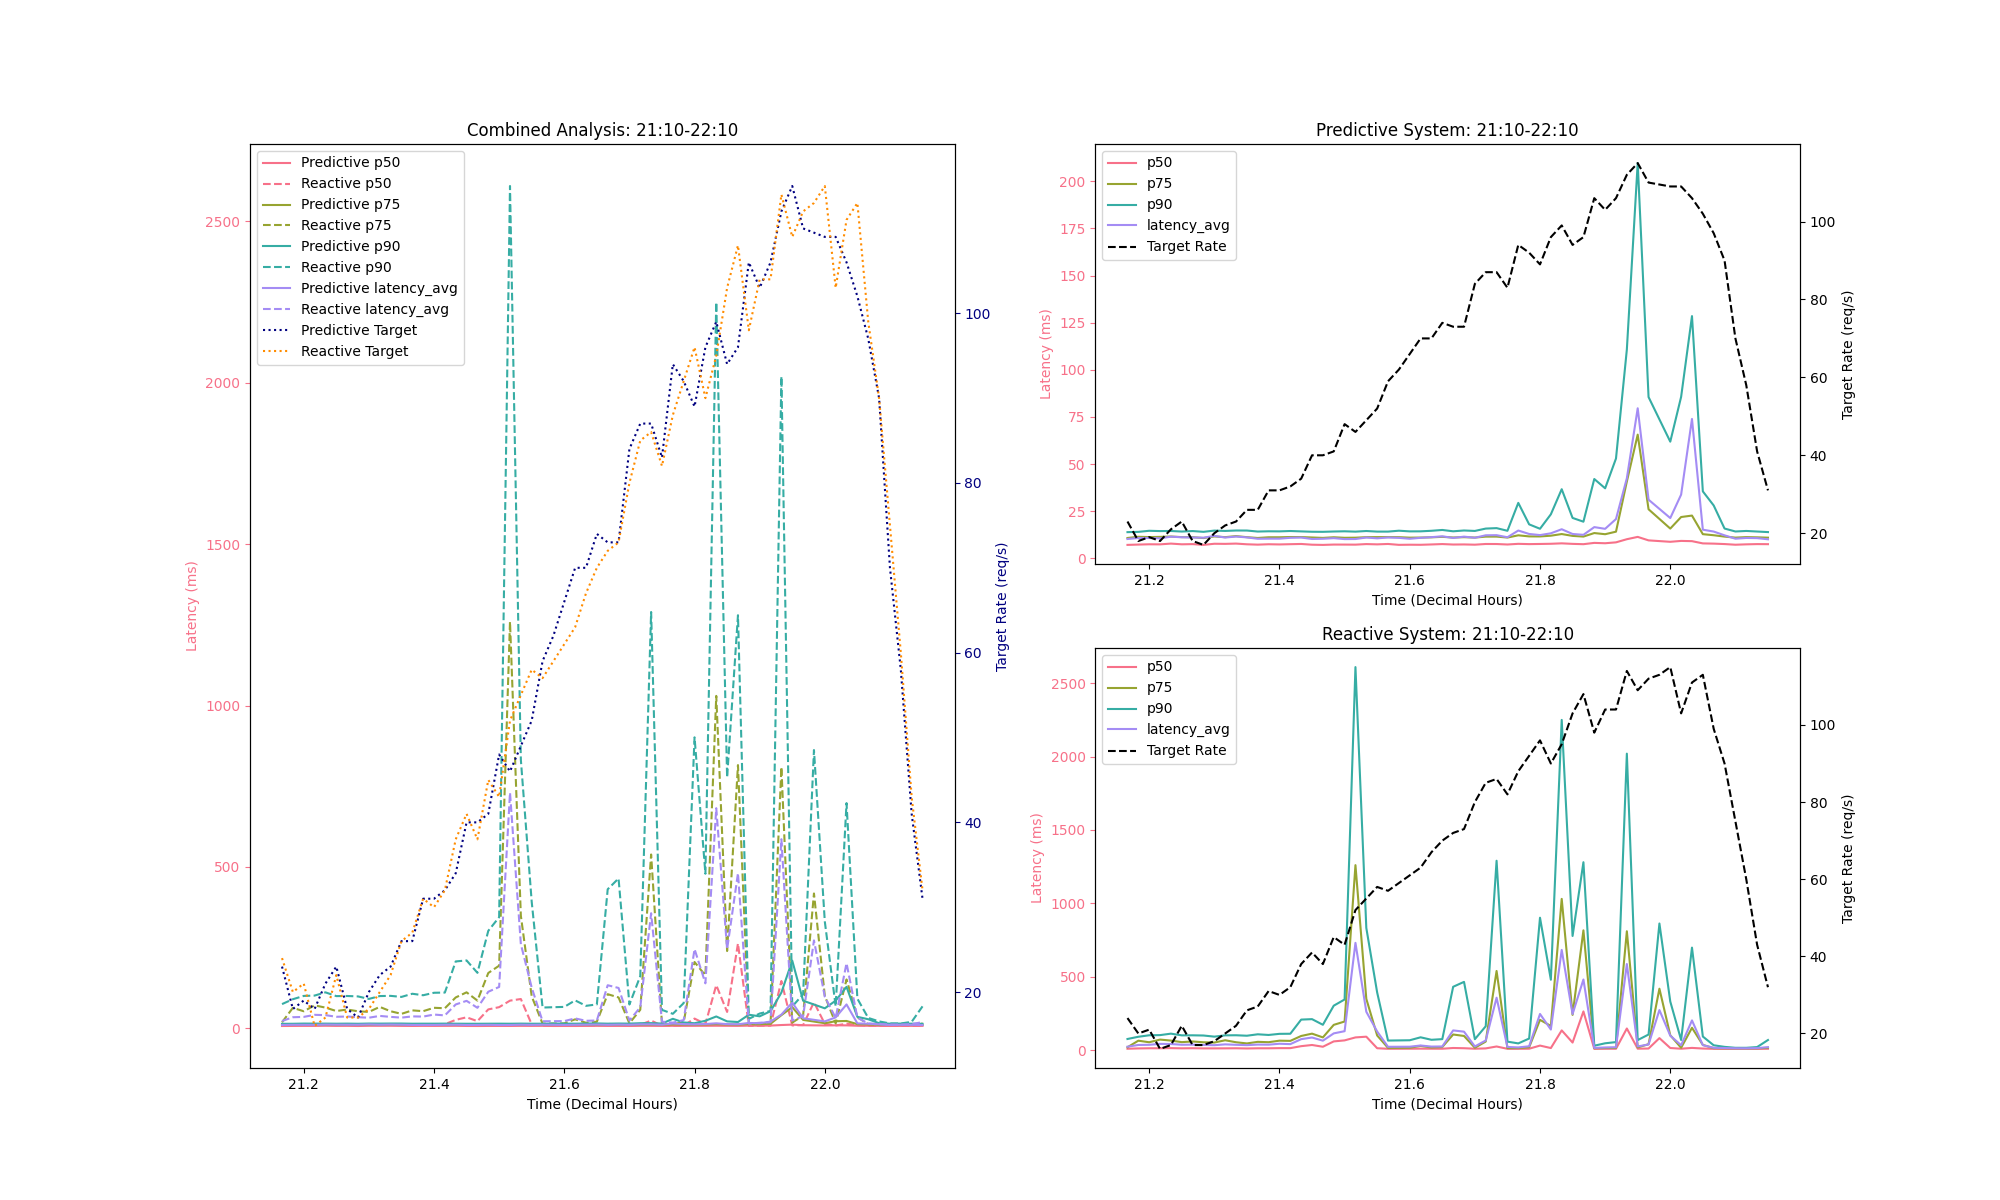 Combined Analysis: 21:10-22:10
Predictive p50
Reactive p50
Predictive p75
Reactive p75
Predictive p90
Reactive p90
Predictive latency_avg
Reactive latency_avg
Predictive Target
Reactive Target
2500
2000
1500
1000
500
0
Latency (ms)
100
80
60
40
20
Target Rate (req/s)
21.2 21.4 21.6 21.8 22.0
Time (Decimal Hours)
Predictive System: 21:10-22:10
p50
p75
p90
latency_avg
Target Rate
200
175
150
125
100
75
50
25
0
Latency (ms)
100
80
60
40
20
Target Rate (req/s)
21.2 21.4 21.6 21.8 22.0
Time (Decimal Hours)
Reactive System: 21:10-22:10
p50
p75
p90
latency_avg
Target Rate
2500
2000
1500
1000
500
0
Latency (ms)
100
80
60
40
20
Target Rate (req/s)
21.2 21.4 21.6 21.8 22.0
Time (Decimal Hours)